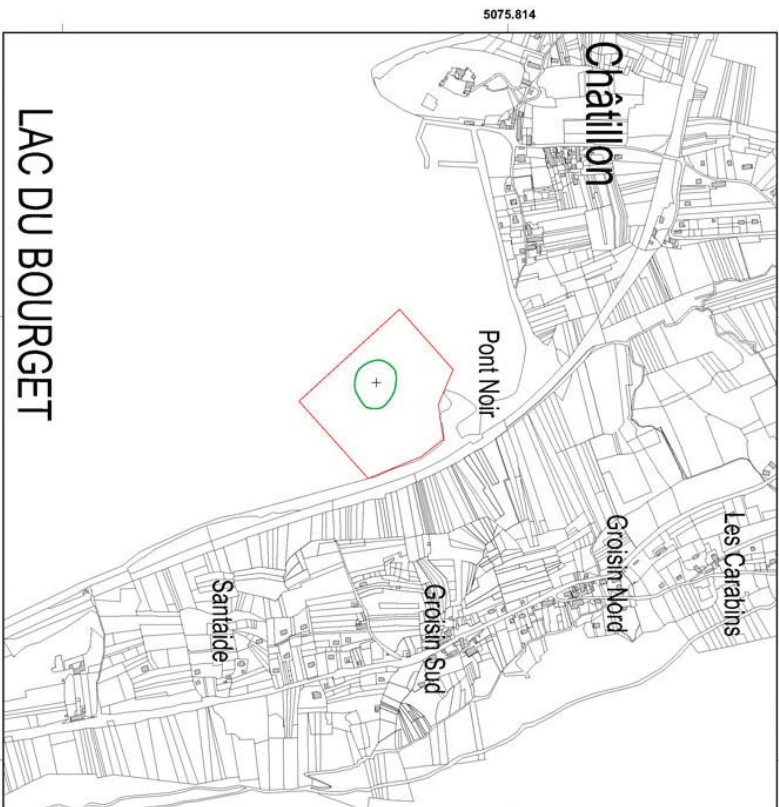 5075.814
Châtillon
LAC DU BOURGET
Pont Noir
Les Carabins
Groisin Nord
Groisin Sud
Santaide